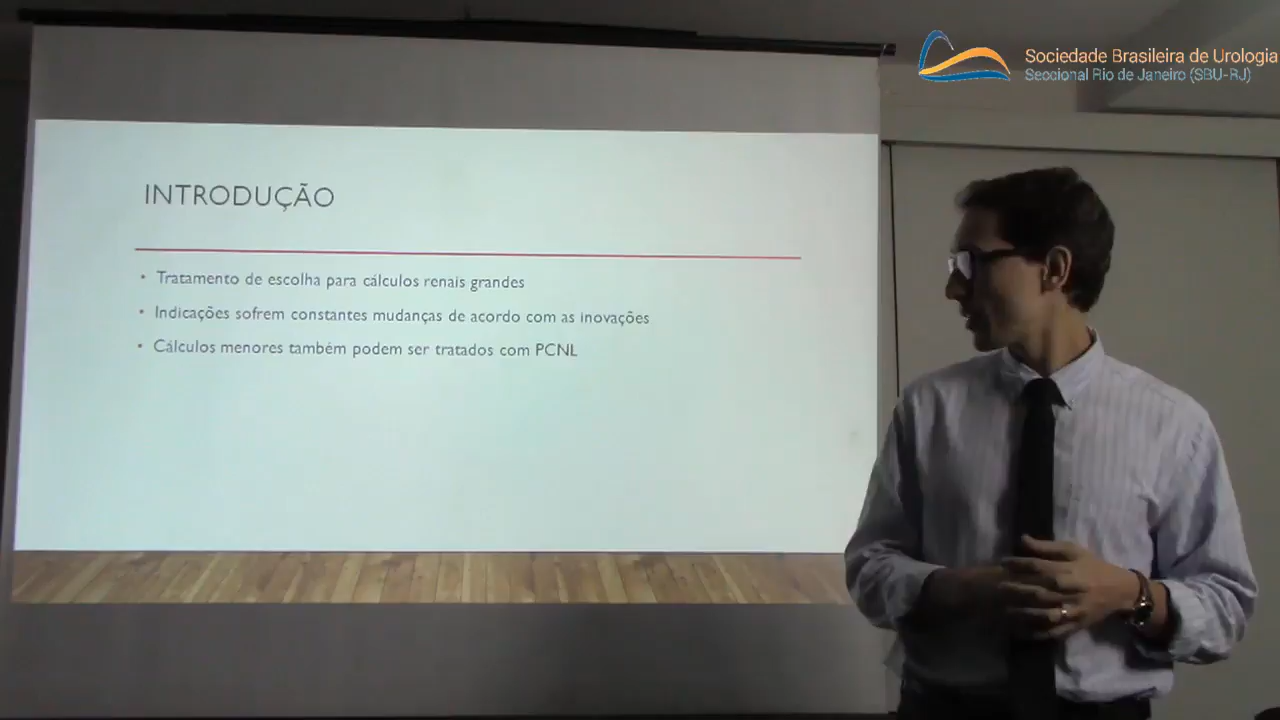 Sociedade Brasileira de Urologia
Seccional Rio de Janeiro (SBU-RJ)
INTRODUÇÃO
• Tratamento de escolha para cálculos renais grandes
• Indicações sofrem constantes mudanças de acordo com as inovações
• Cálculos menores também podem ser tratados com PCNL